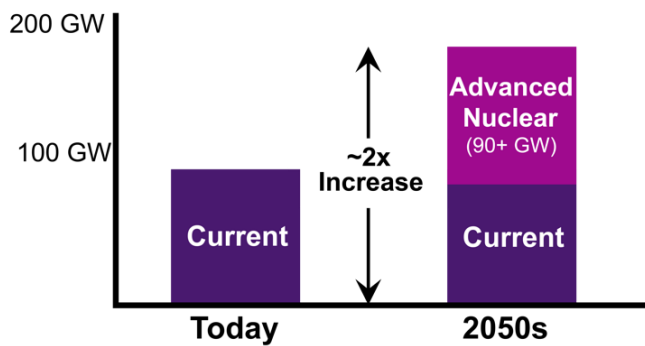 200 GW
100 GW
Current
~2x
Increase
Advanced
Nuclear
(90+ GW)
Current
Today
2050s